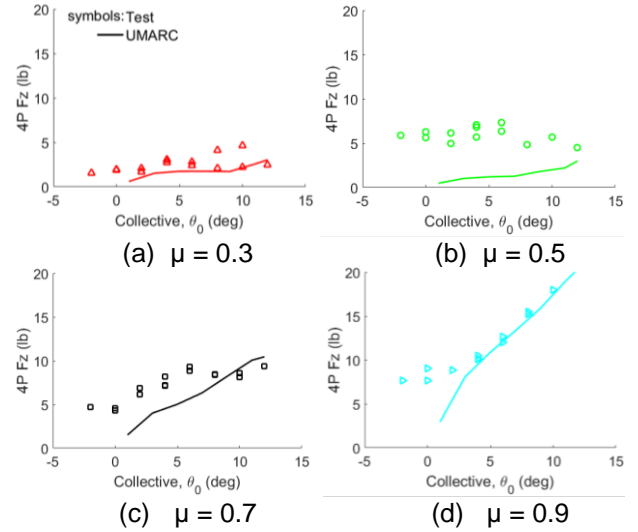 symbols: Test
UMARC
4P Fz (lb)
20
15
10
5
0
-5 0 5 10 15
Collective, θ0 (deg)
(a) μ = 0.3
4P Fz (lb)
20
15
10
5
0
-5 0 5 10 15
Collective, θ0 (deg)
(b) μ = 0.5
4P Fz (lb)
20
15
10
5
0
-5 0 5 10 15
Collective, θ0 (deg)
(c) μ = 0.7
4P Fz (lb)
20
15
10
5
0
-5 0 5 10 15
Collective, θ0 (deg)
(d) μ = 0.9